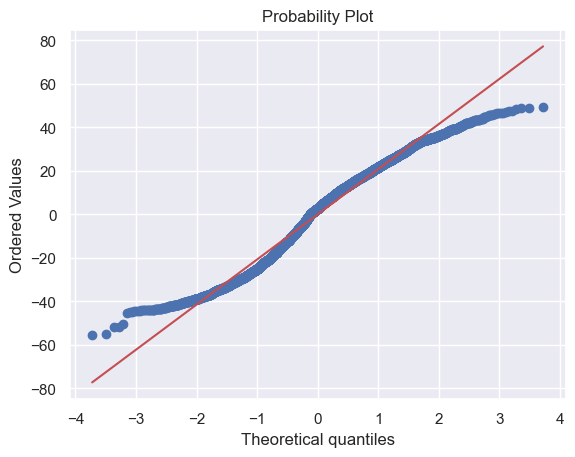 Probability Plot
80
60
40
20
0
−20
−40
−60
−80
Ordered Values
−4 −3 −2 −1 0 1 2 3 4
Theoretical quantiles